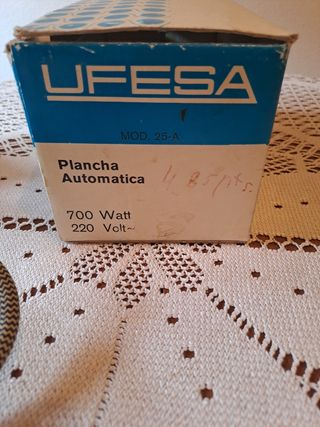 UFESA
MOD. 25-A
Plancha
Automatica
700 Watt
220 Volt~